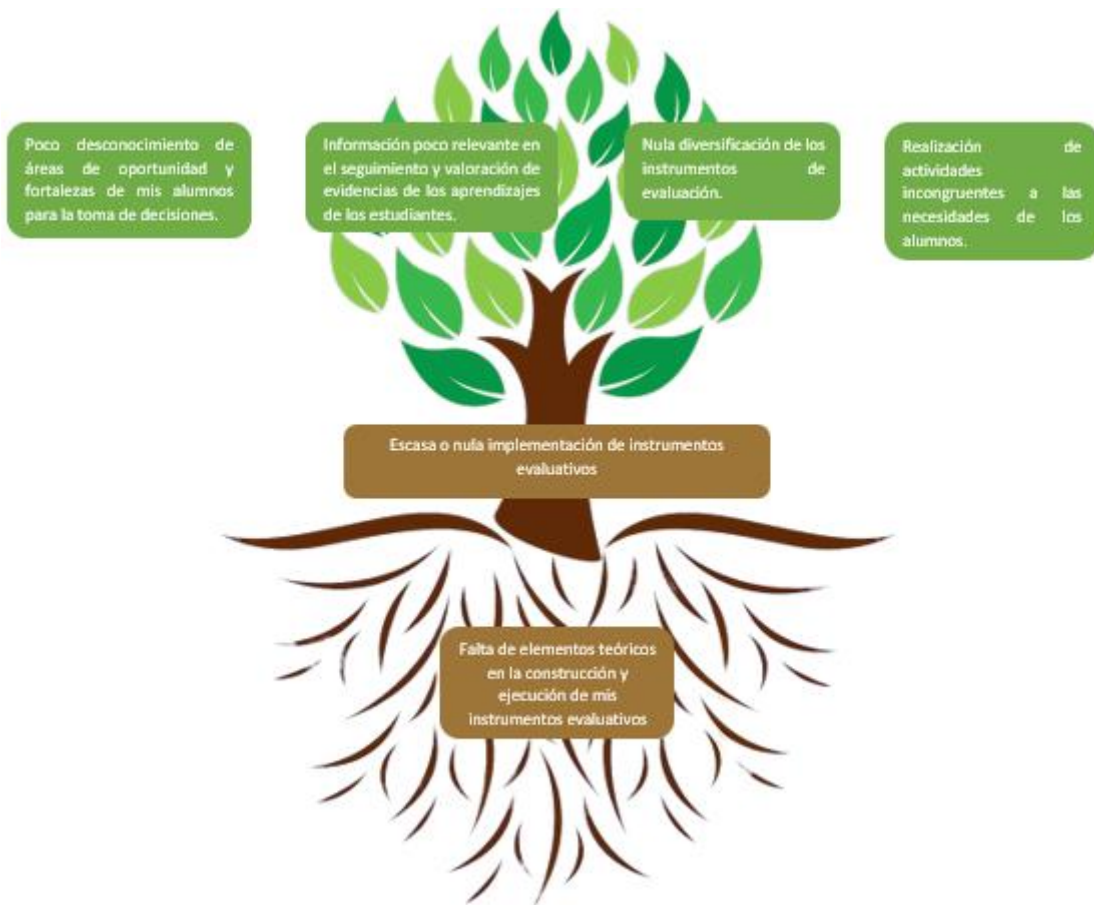 Poco desconocimiento de
áreas de oportunidad y
fortalezas de mis alumnos
para la toma de decisiones.
Información poco relevante en
el seguimiento y valoración de
evidencias de los aprendizajes
de los estudiantes.
Nula diversificación de los
instrumentos de
evaluación.
Realización de
actividades
incongruentes a las
necesidades de los
alumnos.
Escasa o nula implementación de instrumentos
evaluativos
Falta de elementos teóricos
en la construcción y
ejecución de mis
instrumentos evaluativos